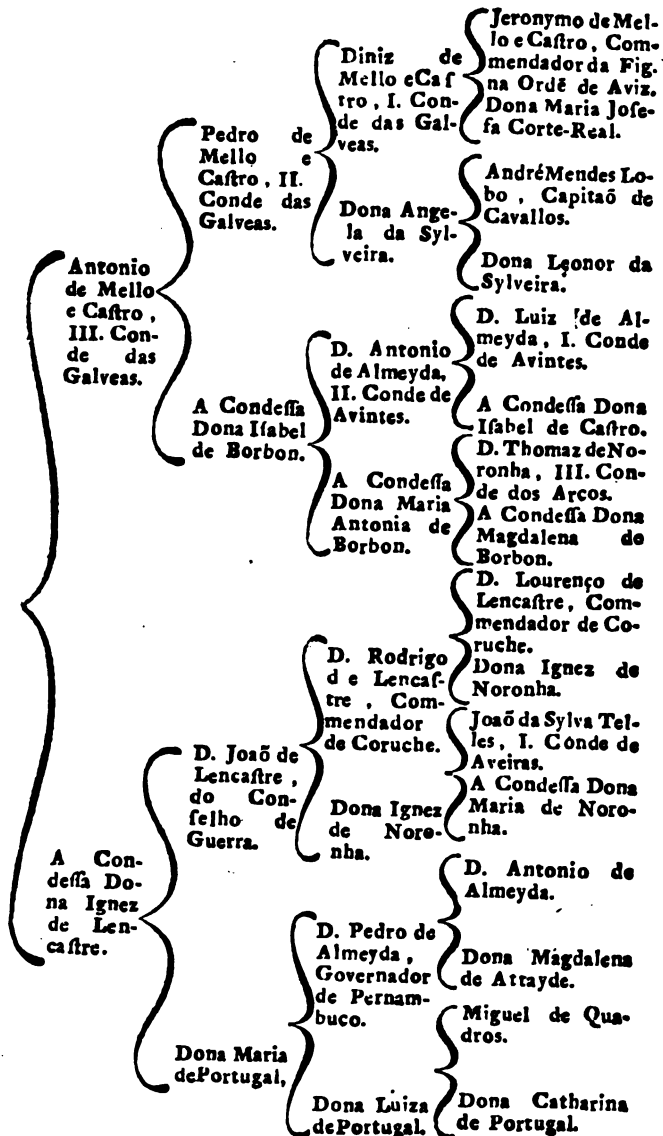 Antonio
de Mello
e Caſtro ,
III. Con-
de das
Galveas.
Pedro de
Mello e
Caſtro , II.
Conde das
Galveas.
Diniz de
Mello e Caſ
tro , I. Con-
de das Gal-
veas.
Jeronymo de Mel-
lo e Caſtro , Com-
mendador da Fig.
na Ordē de Aviz.
Dona Maria Joſe-
fa Corte-Real.
Dona Ange-
la da Syl-
veira.
André Mendes Lo-
bo , Capitaõ de
Cavallos.
Dona Leonor da
Sylveira.
A Condeſſa
Dona Iſabel
de Borbon.
D. Antonio
de Almeyda,
II. Conde de
Avintes.
D. Luiz de Al-
meyda , I. Conde
de Avintes.
A Condeſſa Dona
Iſabel de Caſtro.
A Condeſſa
Dona Maria
Antonia de
Borbon.
D. Thomaz de No-
ronha , III. Con-
de dos Arcos.
A Condeſſa Dona
Magdalena de
Borbon.
A Con-
deſſa Do-
na Ignez
de Len-
caſtre.
D. Joaõ de
Lencaſtre ,
do Con-
ſelho de
Guerra.
D. Rodrigo
d e Lencaſ-
tre , Com-
mendador
de Coruche.
D. Lourenço de
Lencaſtre , Com-
mendador de Co-
ruche.
Dona Ignez de
Noronha.
Dona Ignez
de Noro-
nha.
Joaõ da Sylva Tel-
les , I. Conde de
Aveiras.
A Condeſſa Dona
Maria de Noro-
nha.
Dona Maria
de Portugal,
D. Pedro de
Almeyda ,
Governador
de Pernam-
buco.
D. Antonio de
Almeyda.
Dona Magdalena
de Attayde.
Dona Luiza
de Portugal.
Miguel de Qua-
dros.
Dona Catharina
de Portugal.